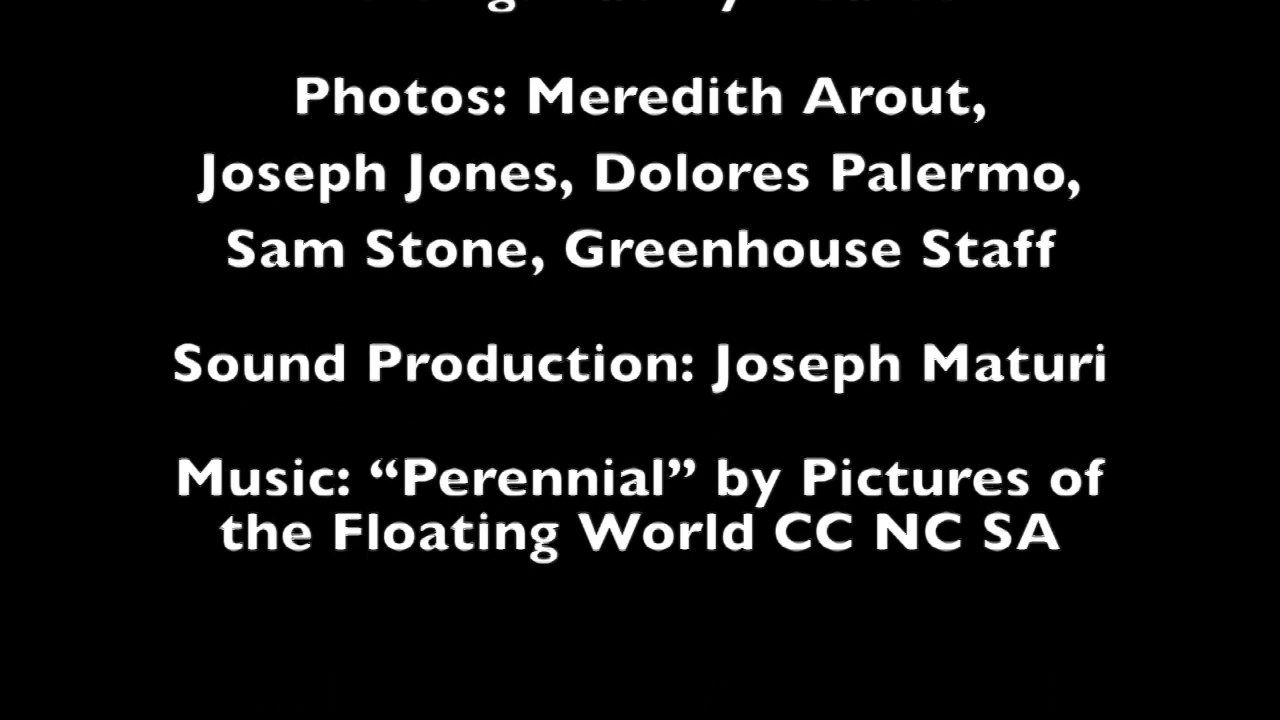 Photos: Meredith Arout,
Joseph Jones, Dolores Palermo,
Sam Stone, Greenhouse Staff
Sound Production: Joseph Maturi
Music: “Perennial” by Pictures of
the Floating World CC NC SA